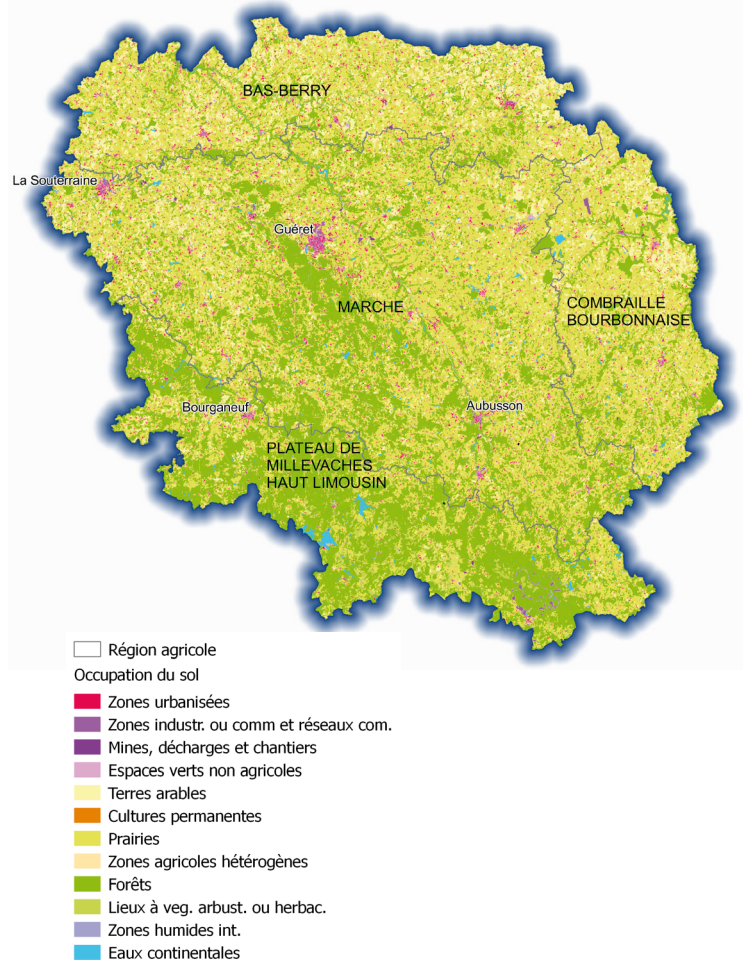 BAS-BERRY
La Souterraine
Guéret
MARCHE
COMBRAILLE
BOURBONNAISE
Bourganeuf
Aubusson
PLATEAU DE
MILLEVACHES
HAUT LIMOUSIN
Région agricole
Occupation du sol
Zones urbanisées
Zones industr. ou comm et réseaux com.
Mines, décharges et chantiers
Espaces verts non agricoles
Terres arables
Cultures permanentes
Prairies
Zones agricoles hétérogènes
Forêts
Lieux à veg. arbust. ou herbac.
Zones humides int.
Eaux continentales